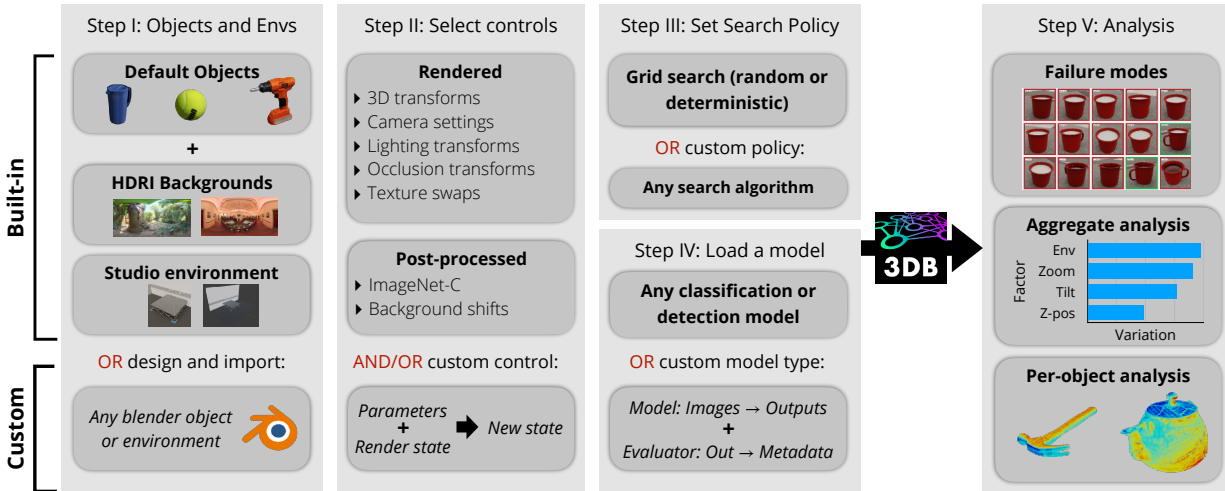 Built-in
Custom
Step I: Objects and Envs
Default Objects
+
HDRI Backgrounds
Studio environment
OR design and import:
Any blender object
or environment
Step II: Select controls
Rendered
3D transforms
Camera settings
Lighting transforms
Occlusion transforms
Texture swaps
Post-processed
ImageNet-C
Background shifts
AND/OR custom control:
Parameters
+
Render state
New state
Step III: Set Search Policy
Grid search (random or
deterministic)
OR custom policy:
Any search algorithm
Step IV: Load a model
Any classification or
detection model
OR custom model type:
Model: Images → Outputs
+
Evaluator: Out → Metadata
3DB
Step V: Analysis
Failure modes
Aggregate analysis
Factor
Env
Zoom
Tilt
Z-pos
Variation
Per-object analysis